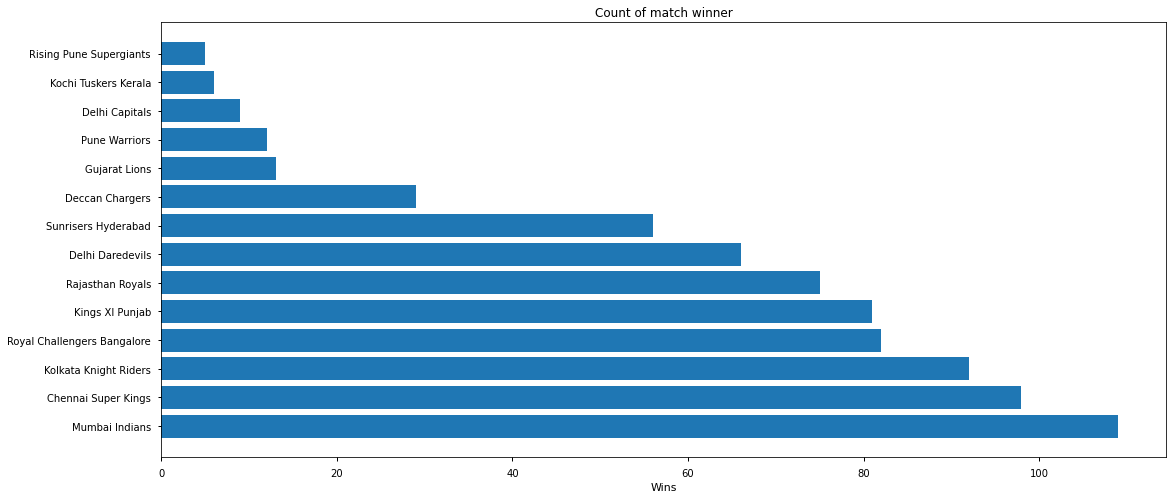 Count of match winner
Rising Pune Supergiants
Kochi Tuskers Kerala
Delhi Capitals
Pune Warriors
Gujarat Lions
Deccan Chargers
Sunrisers Hyderabad
Delhi Daredevils
Rajasthan Royals
Kings XI Punjab
Royal Challengers Bangalore
Kolkata Knight Riders
Chennai Super Kings
Mumbai Indians
0 20 40 60 80 100
Wins